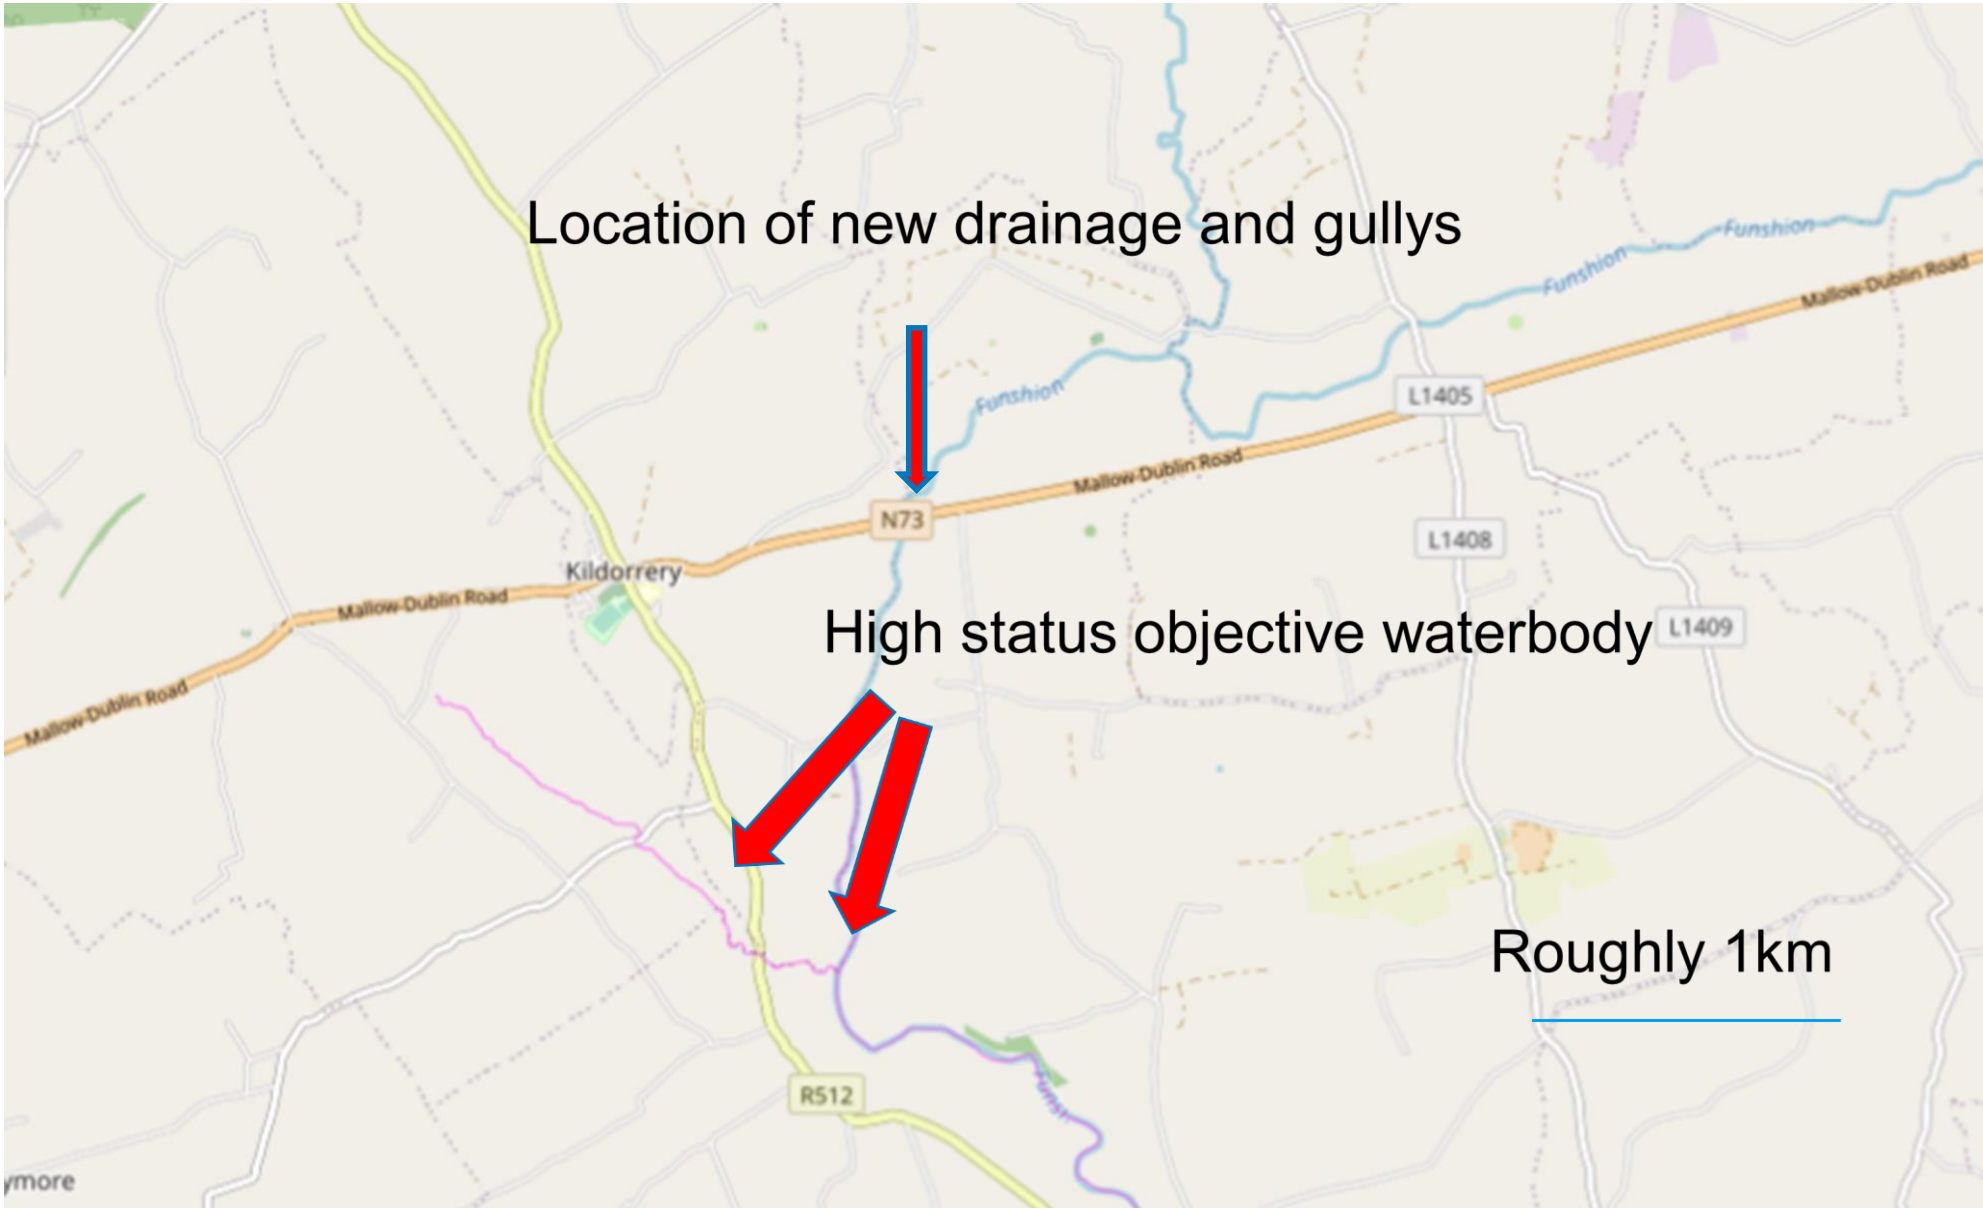 Location of new drainage and gullys
Funshion
Funshion
Mallow-Dublin Road
Funshion
L1405
Mallow-Dublin Road
N73
L1408
Kildorrery
Mallow-Dublin Road
High status objective waterbody
L1409
Mallow-Dublin Road
Roughly 1km
R512
Funsh
ymore